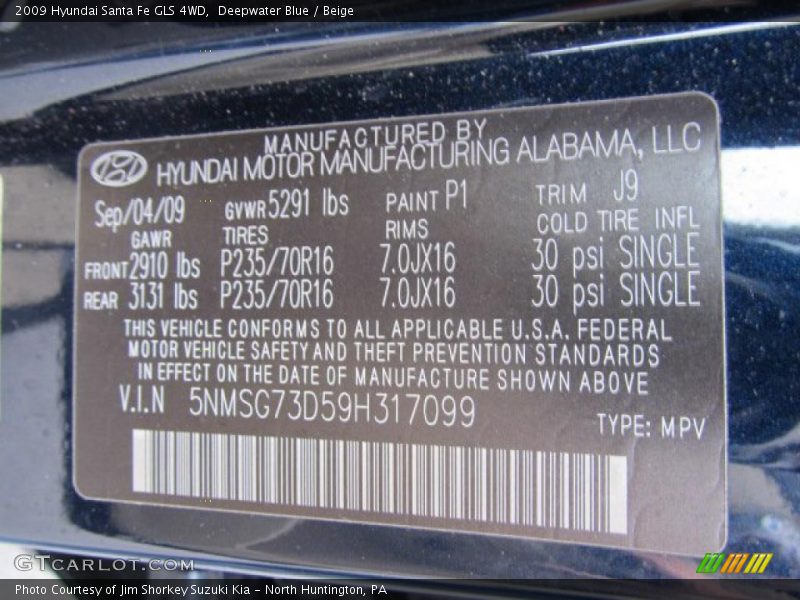 2009 Hyundai Santa Fe GLS 4WD,  Deepwater Blue / Beige
MANUFACTURED BY
HYUNDAI MOTOR MANUFACTURING ALABAMA, LLC
Sep/04/09 GVWR 5291 lbs PAINT P1 TRIM J9
GAWR TIRES RIMS COLD TIRE INFL
FRONT 2910 lbs P235/70R16 7.0JX16 30 psi SINGLE
REAR 3131 lbs P235/70R16 7.0JX16 30 psi SINGLE
THIS VEHICLE CONFORMS TO ALL APPLICABLE U.S.A. FEDERAL
MOTOR VEHICLE SAFETY AND THEFT PREVENTION STANDARDS
IN EFFECT ON THE DATE OF MANUFACTURE SHOWN ABOVE
V.I.N 5NMSG73D59H317099
TYPE: MPV
GTCARLOT.COM
Photo Courtesy of Jim Shorkey Suzuki Kia - North Huntington, PA